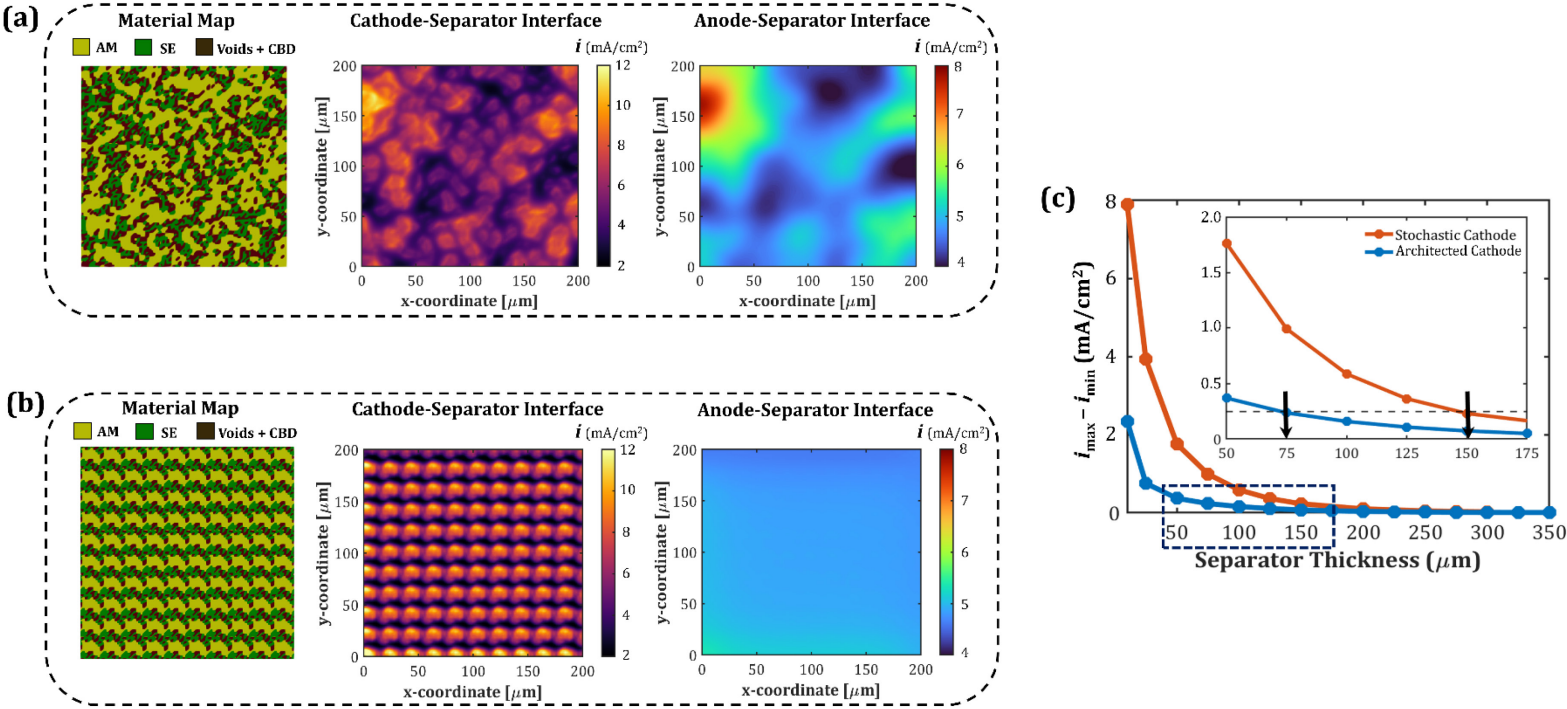 (a)
Material Map
AM SE Voids + CBD
Cathode-Separator Interface
i (mA/cm²)
200
150
100
50
0
y-coordinate [μm]
0 50 100 150 200
x-coordinate [μm]
12
10
8
6
4
2
Anode-Separator Interface
i (mA/cm²)
200
150
100
50
0
y-coordinate [μm]
0 50 100 150 200
x-coordinate [μm]
8
7
6
5
4
(b)
Material Map
AM SE Voids + CBD
Cathode-Separator Interface
i (mA/cm²)
200
150
100
50
0
y-coordinate [μm]
0 50 100 150 200
x-coordinate [μm]
12
10
8
6
4
2
Anode-Separator Interface
i (mA/cm²)
200
150
100
50
0
y-coordinate [μm]
0 50 100 150 200
x-coordinate [μm]
8
7
6
5
4
(c)
8
6
4
2
0
imax − imin (mA/cm²)
50 100 150 200 250 300 350
Separator Thickness (μm)
2.0
1.5
1.0
0.5
0
50 75 100 125 150 175
Stochastic Cathode
Architected Cathode